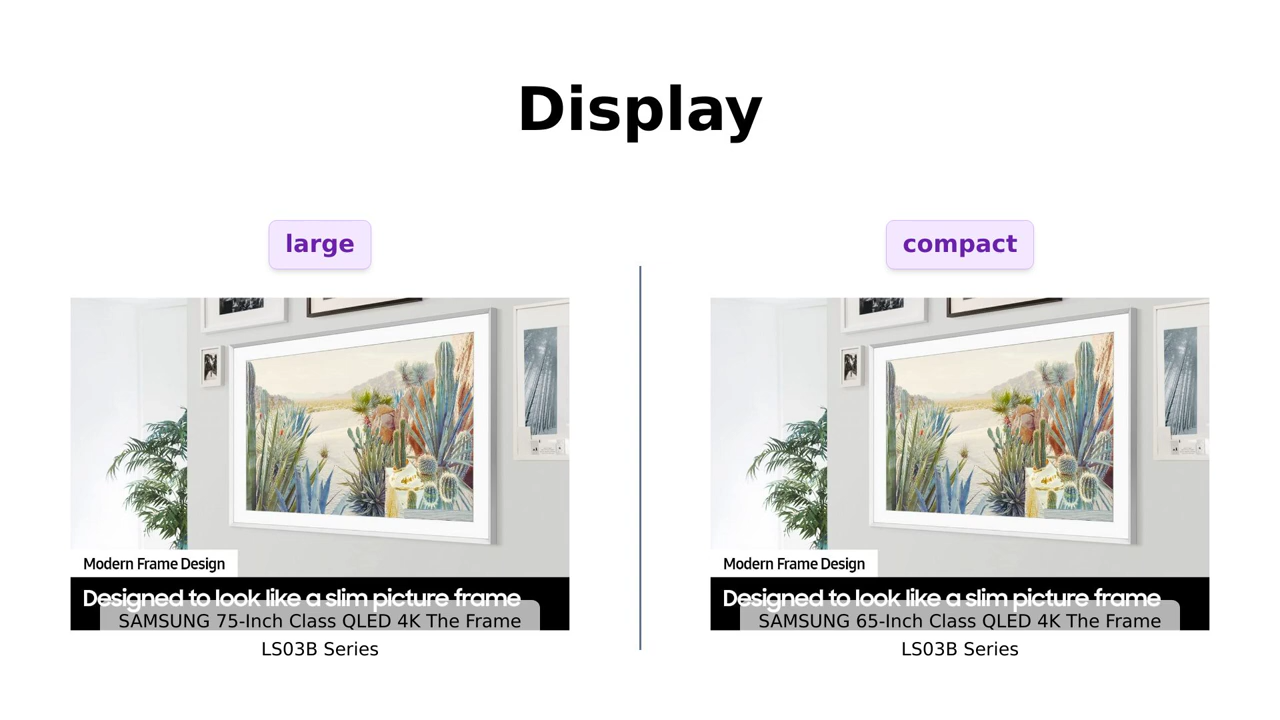 Display
large
compact
Modern Frame Design
Designed to look like a slim picture frame
SAMSUNG 75-Inch Class QLED 4K The Frame
LS03B Series
Modern Frame Design
Designed to look like a slim picture frame
SAMSUNG 65-Inch Class QLED 4K The Frame
LS03B Series